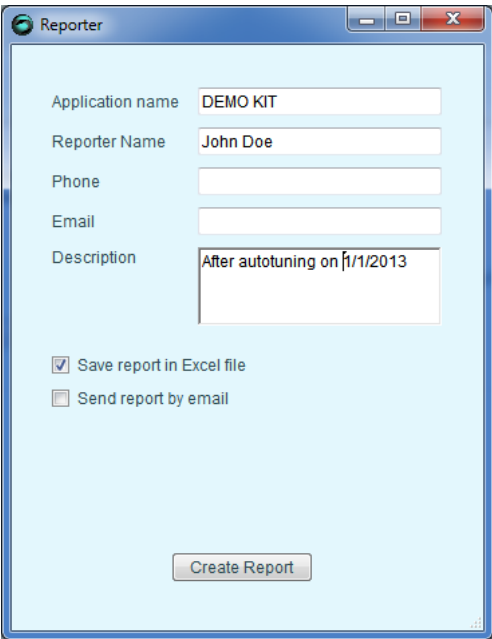 Reporter
Application name DEMO KIT
Reporter Name John Doe
Phone
Email
Description After autotuning on 1/1/2013
Save report in Excel file
Send report by email
Create Report